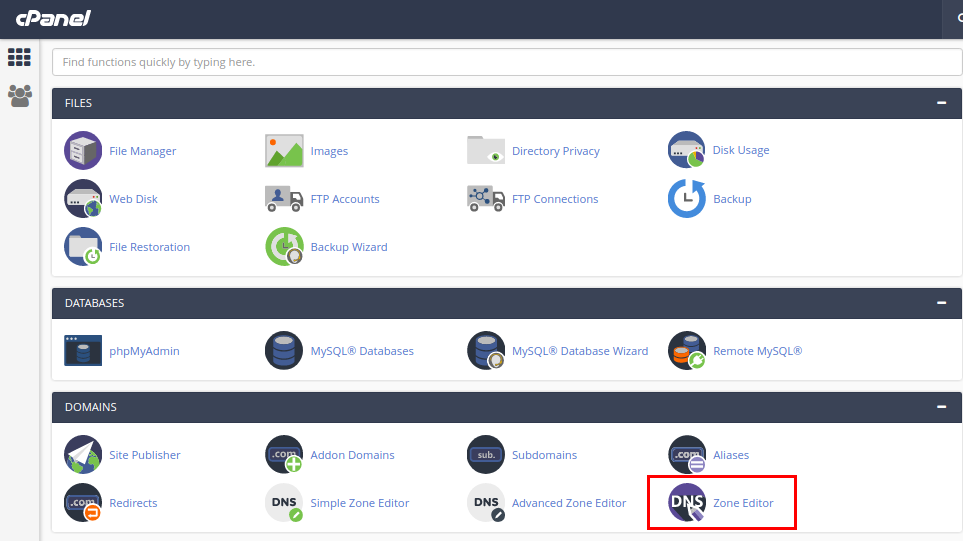 cPanel
Find functions quickly by typing here.
FILES
File Manager
Images
Directory Privacy
Disk Usage
Web Disk
FTP Accounts
FTP Connections
Backup
File Restoration
Backup Wizard
DATABASES
phpMyAdmin
MySQL® Databases
MySQL® Database Wizard
Remote MySQL®
DOMAINS
Site Publisher
.com
Addon Domains
sub.
Subdomains
.com
Aliases
.com
Redirects
DNS
Simple Zone Editor
DNS
Advanced Zone Editor
DNS
Zone Editor